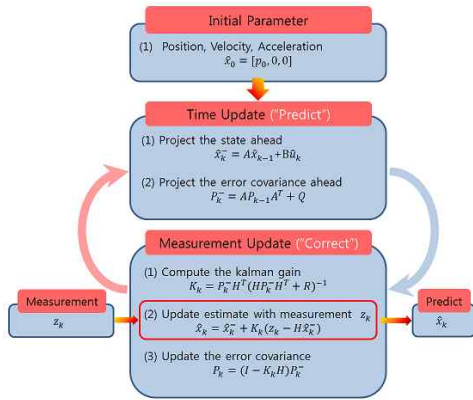 Initial Parameter
(1) Position, Velocity, Acceleration
x̂₀ = [p₀, 0, 0]
Time Update ("Predict")
(1) Project the state ahead
x̂ₖ⁻ = Ax̂ₖ₋₁+Būₖ
(2) Project the error covariance ahead
Pₖ⁻ = APₖ₋₁Aᵀ + Q
Measurement Update ("Correct")
(1) Compute the kalman gain
Kₖ = Pₖ⁻Hᵀ(HPₖ⁻Hᵀ + R)⁻¹
Measurement
zₖ
(2) Update estimate with measurement zₖ
x̂ₖ = x̂ₖ⁻ + Kₖ(zₖ − Hx̂ₖ⁻)
Predict
x̂ₖ
(3) Update the error covariance
Pₖ = (I − KₖH)Pₖ⁻